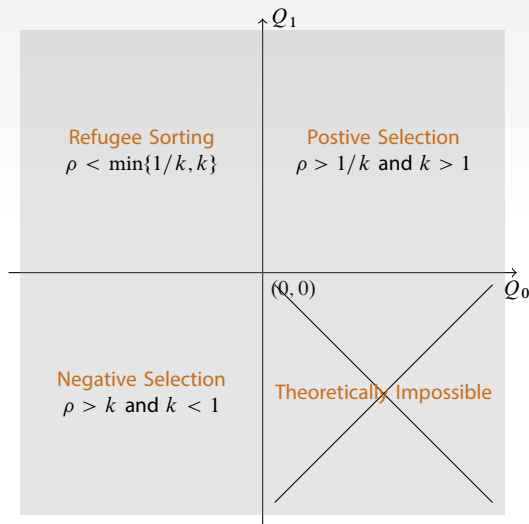 Q₁
Refugee Sorting
ρ < min{1/k, k}
Postive Selection
ρ > 1/k and k > 1
(0, 0)
Q₀
Negative Selection
ρ > k and k < 1
Theoretically Impossible